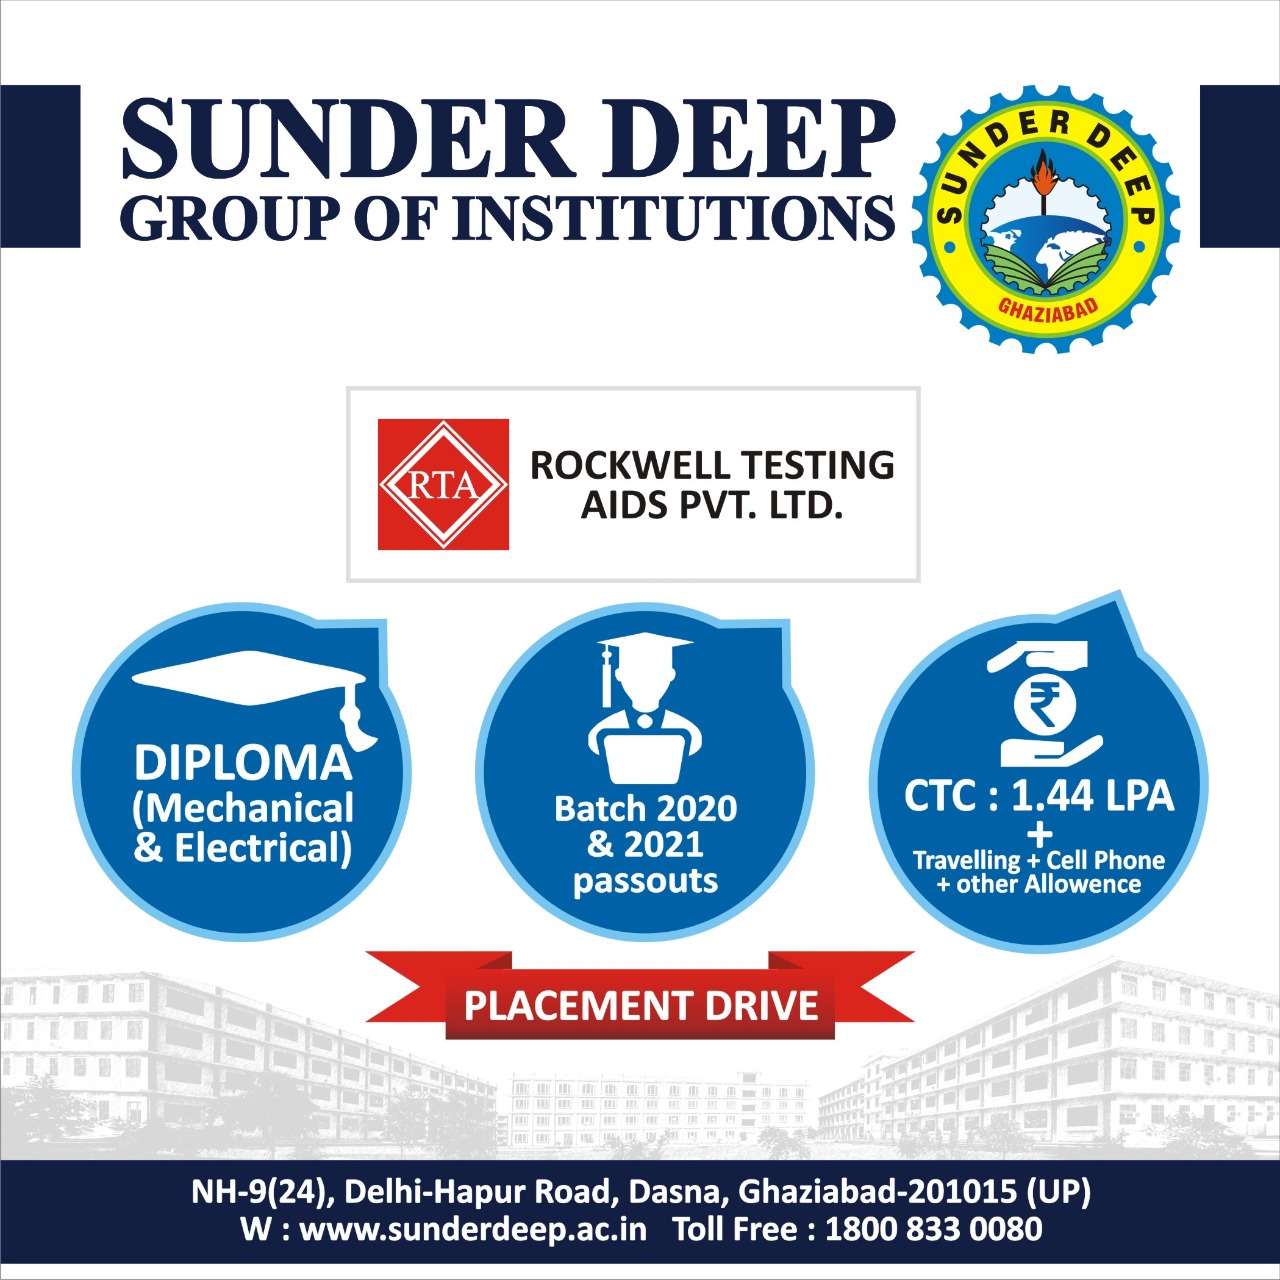 SUNDER DEEP
GROUP OF INSTITUTIONS
SUNDER DEEP
GHAZIABAD
RTA
ROCKWELL TESTING
AIDS PVT. LTD.
DIPLOMA
(Mechanical
& Electrical)
Batch 2020
& 2021
passouts
₹
CTC : 1.44 LPA
+
Travelling + Cell Phone
+ other Allowence
PLACEMENT DRIVE
NH-9(24), Delhi-Hapur Road, Dasna, Ghaziabad-201015 (UP)
W : www.sunderdeep.ac.in Toll Free : 1800 833 0080